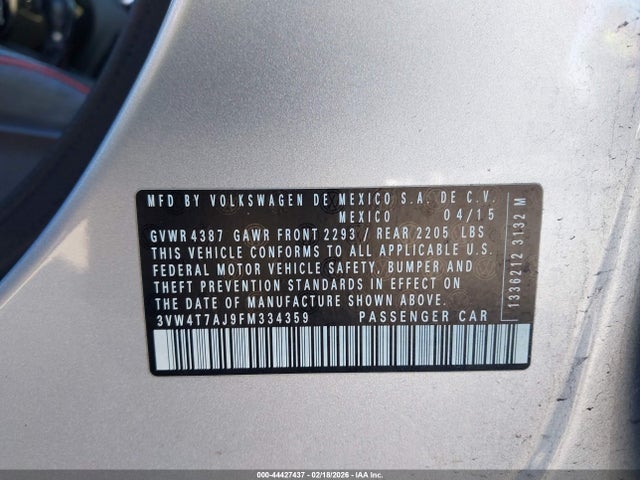 MFD BY VOLKSWAGEN DE MEXICO S.A. DE C.V.
MEXICO 04/15
GVWR 4387 GAWR FRONT 2293 / REAR 2205 LBS
THIS VEHICLE CONFORMS TO ALL APPLICABLE U.S.
FEDERAL MOTOR VEHICLE SAFETY, BUMPER AND
THEFT PREVENTION STANDARDS IN EFFECT ON
THE DATE OF MANUFACTURE SHOWN ABOVE.
3VW4T7AJ9FM334359 PASSENGER CAR
13362112 3132 M
000-44427437 - 02/18/2026 - IAA Inc.